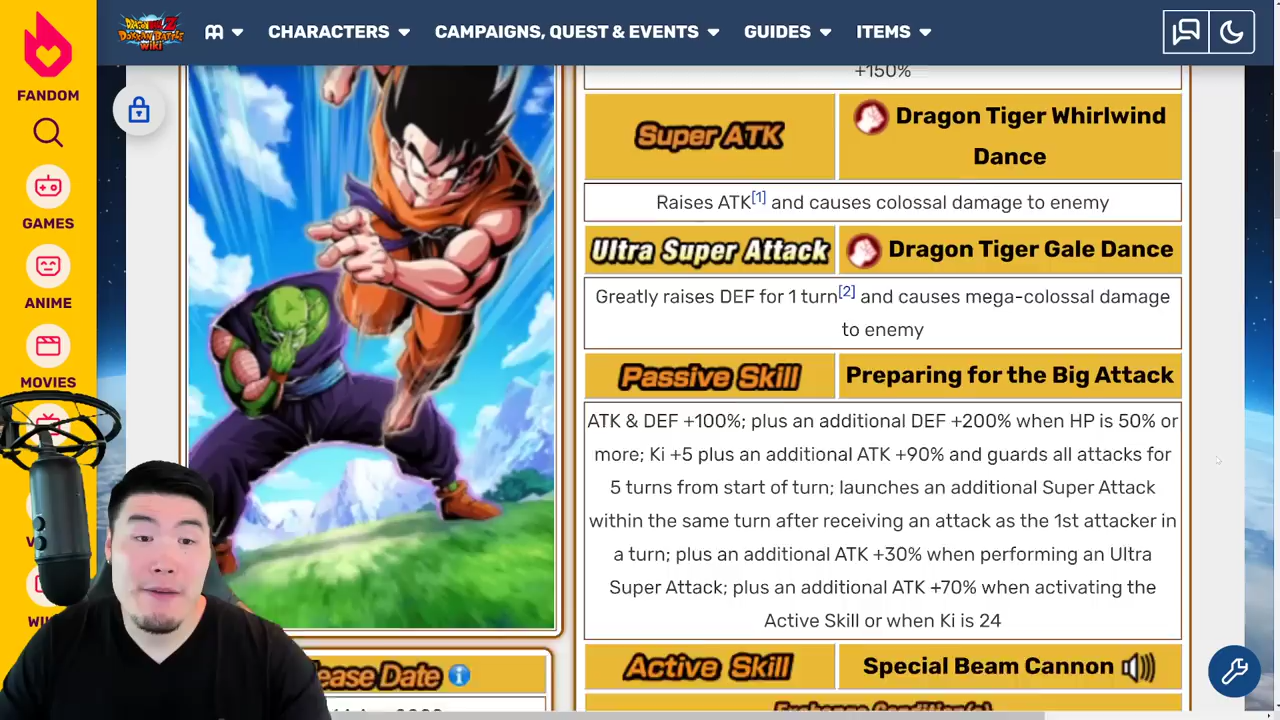 DRAGON BALL Z
DOKKAN BATTLE
WIKI
CHARACTERS
CAMPAIGNS, QUEST & EVENTS
GUIDES
ITEMS
FANDOM
GAMES
ANIME
MOVIES
+150%
Super ATK
Dragon Tiger Whirlwind
Dance
Raises ATK[1] and causes colossal damage to enemy
Ultra Super Attack
Dragon Tiger Gale Dance
Greatly raises DEF for 1 turn[2] and causes mega-colossal damage
to enemy
Passive Skill
Preparing for the Big Attack
ATK & DEF +100%; plus an additional DEF +200% when HP is 50% or
more; Ki +5 plus an additional ATK +90% and guards all attacks for
5 turns from start of turn; launches an additional Super Attack
within the same turn after receiving an attack as the 1st attacker in
a turn; plus an additional ATK +30% when performing an Ultra
Super Attack; plus an additional ATK +70% when activating the
Active Skill or when Ki is 24
Active Skill
Special Beam Cannon
ease Date